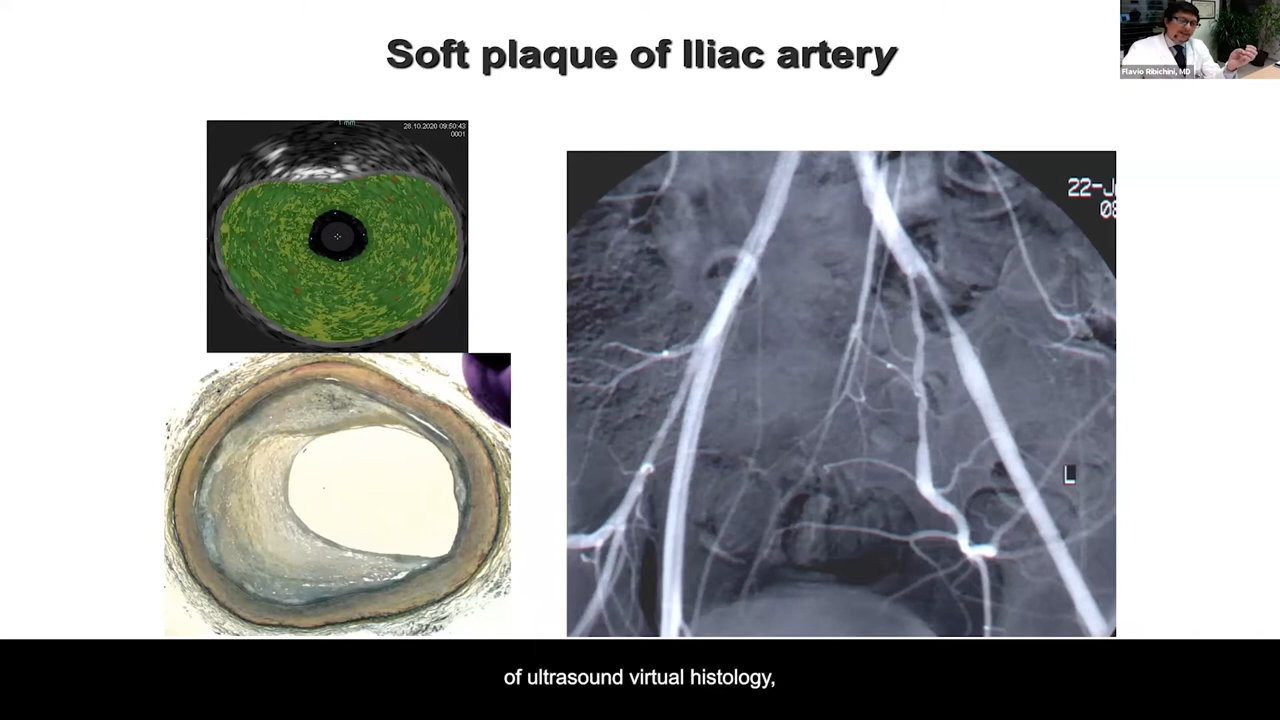 Soft plaque of Iliac artery
Flavio Ribichini, MD
1 mm
28.10.2020 09:50:43
0001
22-J
08
L
of ultrasound virtual histology,